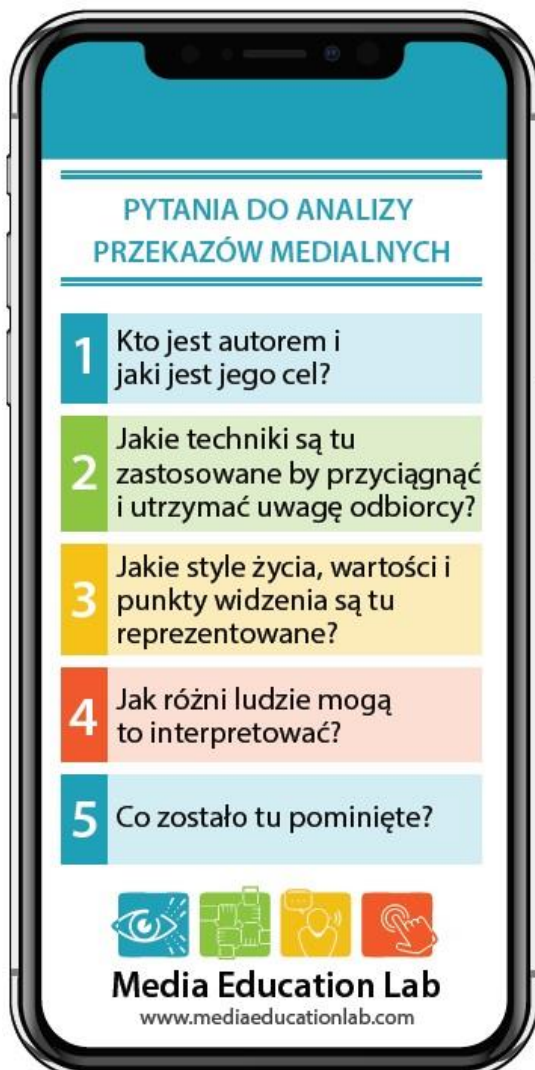 PYTANIA DO ANALIZY
PRZEKAZÓW MEDIALNYCH
1 Kto jest autorem i
jaki jest jego cel?
2 Jakie techniki są tu
zastosowane by przyciągnąć
i utrzymać uwagę odbiorcy?
3 Jakie style życia, wartości i
punkty widzenia są tu
reprezentowane?
4 Jak różni ludzie mogą
to interpretować?
5 Co zostało tu pominięte?
Media Education Lab
www.mediaeducationlab.com